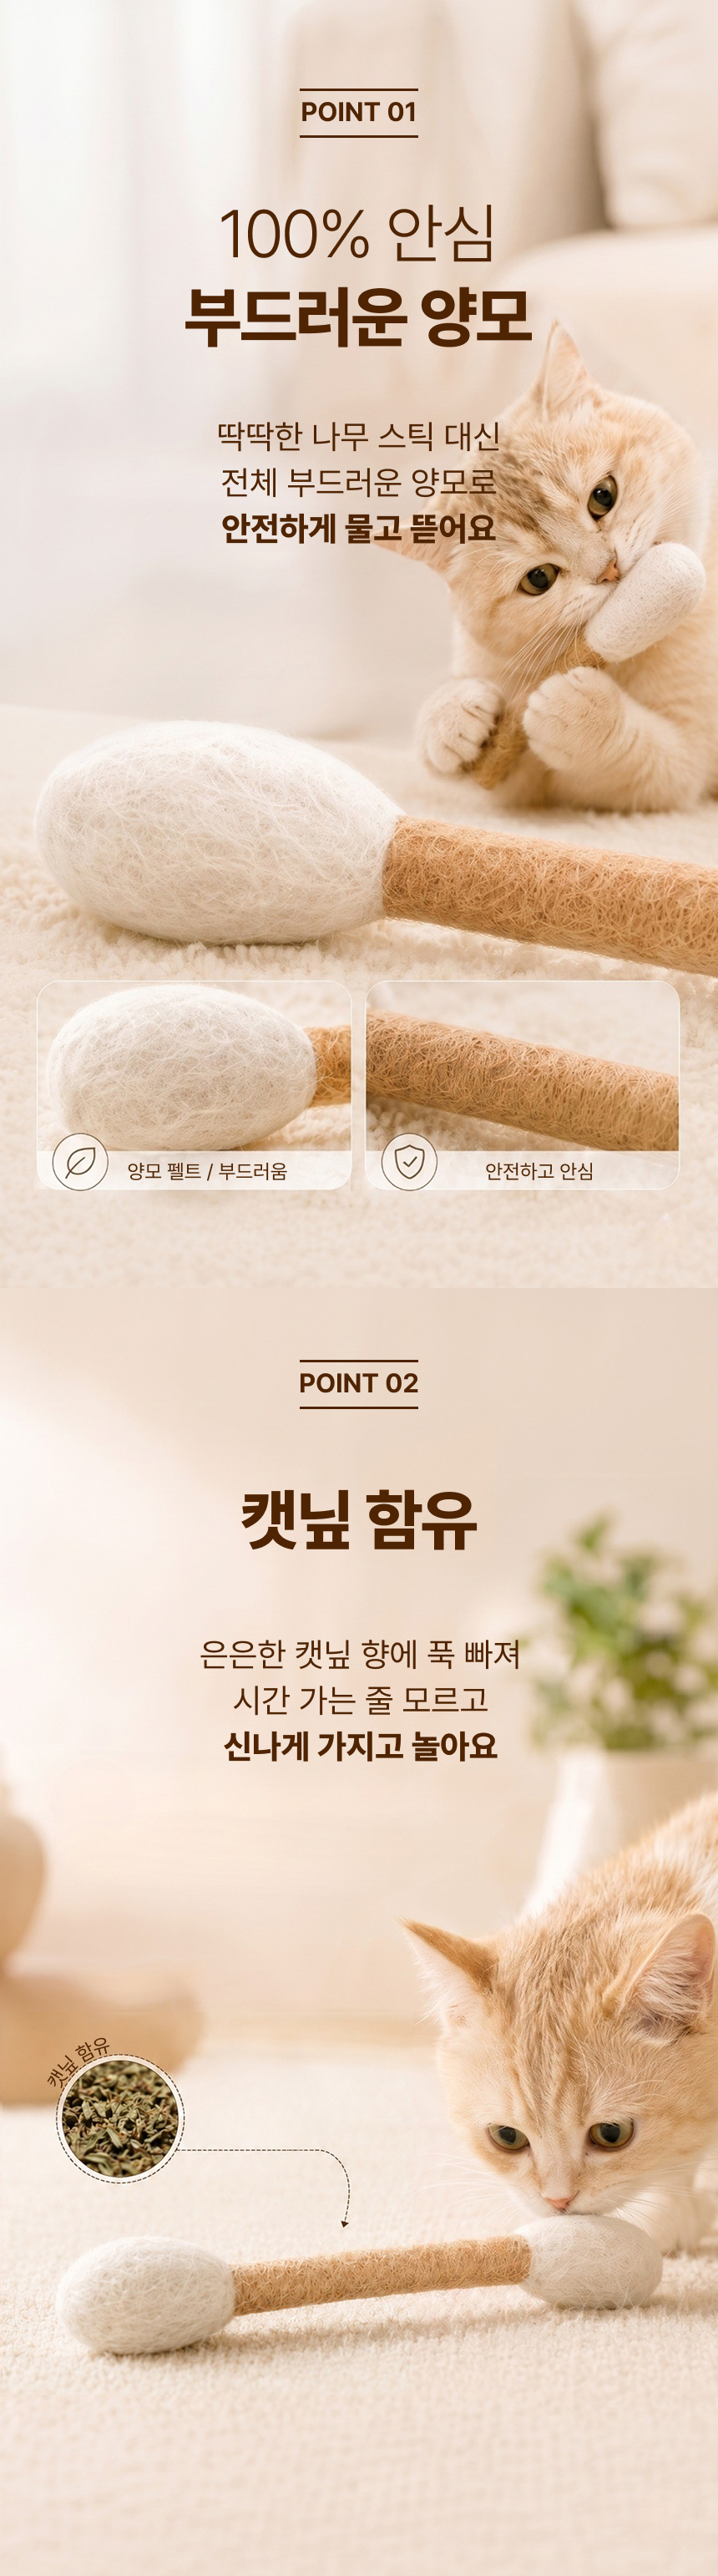 POINT 01
100% 안심
부드러운 양모
딱딱한 나무 스틱 대신
전체 부드러운 양모로
안전하게 물고 뜯어요
양모 펠트 / 부드러움
안전하고 안심
POINT 02
캣닢 함유
은은한 캣닢 향에 푹 빠져
시간 가는 줄 모르고
신나게 가지고 놀아요
캣닢 함유